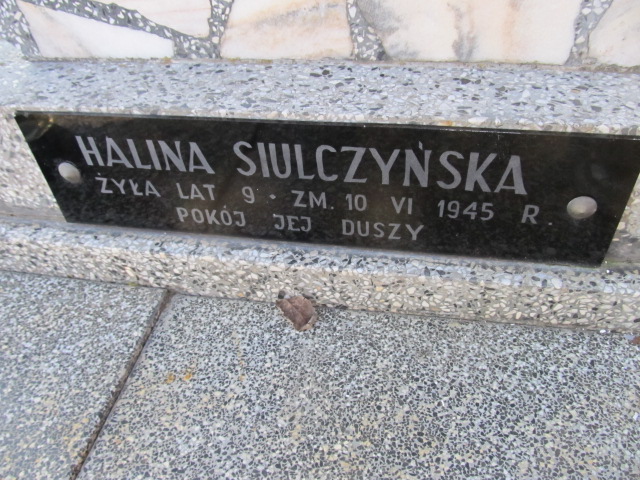 HALINA SIULCZYŃSKA
ŻYŁA LAT 9 · ZM. 10 VI 1945 R.
POKÓJ JEJ DUSZY